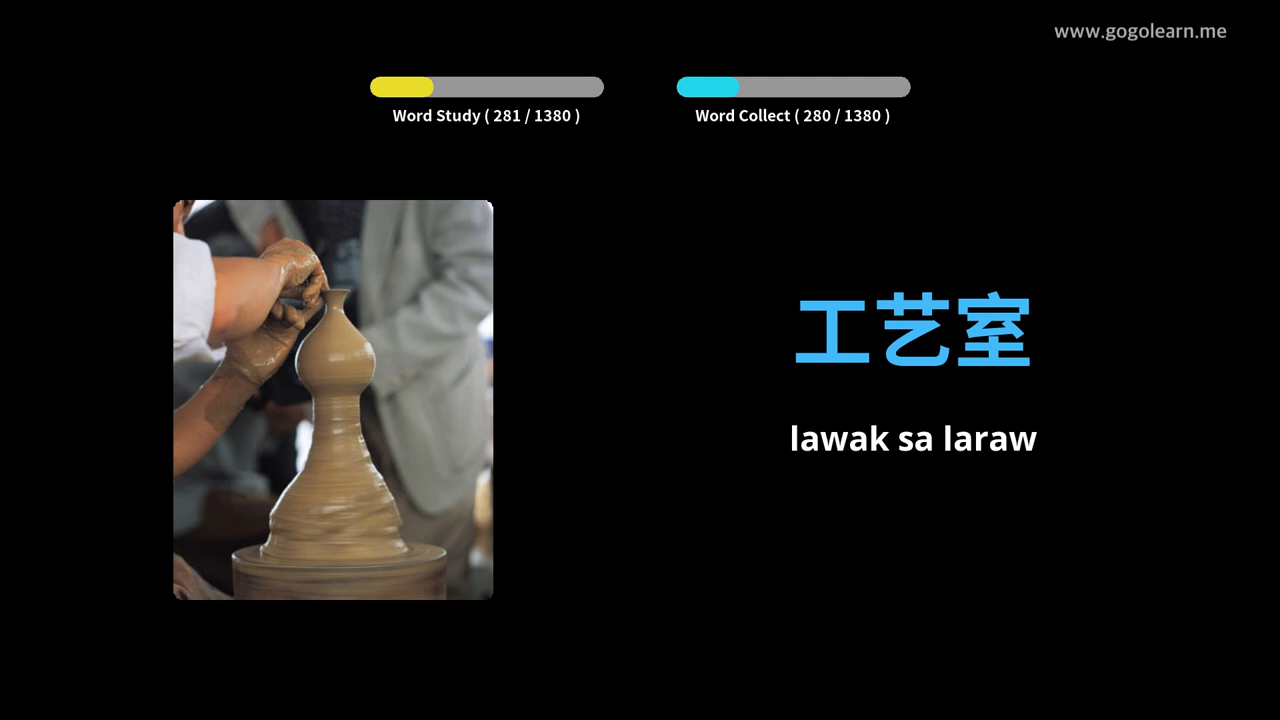 www.gogolearn.me
Word Study ( 281 / 1380 )
Word Collect ( 280 / 1380 )
工艺室
lawak sa laraw